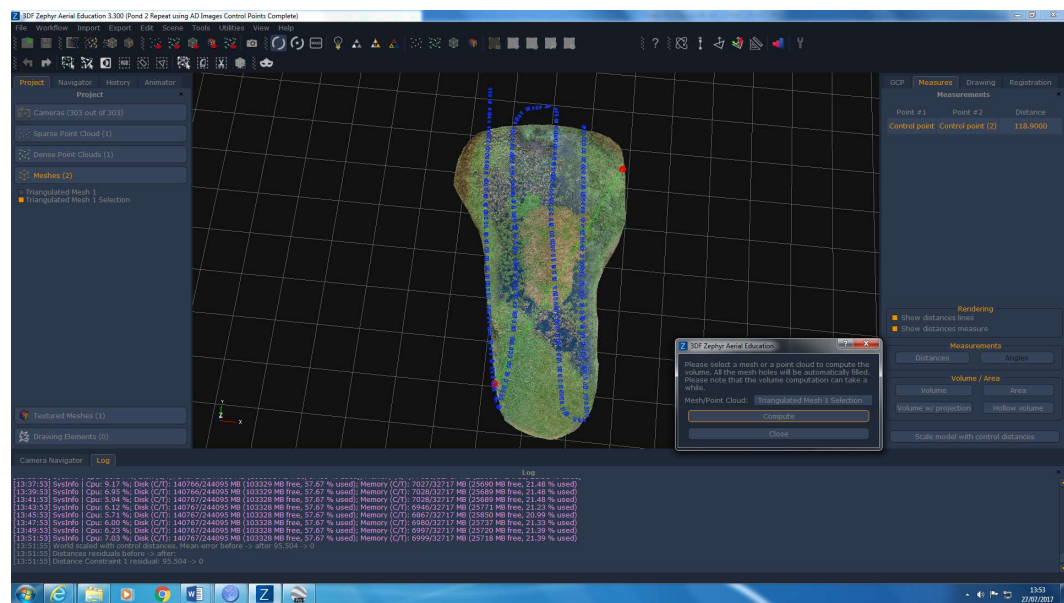 3DF Zephyr Aerial Education 3.300 (Pond 2 Repeat using AD Images Control Points Complete)
File Workflow Import Export Edit Scene Tools Utilities View Help
Project Navigator History Animator
Project
Cameras (303 out of 303)
Sparse Point Cloud (1)
Dense Point Clouds (1)
Meshes (2)
Triangulated Mesh 1
Triangulated Mesh 1 Selection
Textured Meshes (1)
Drawing Elements (0)
Y
Z
X
GCP Measures Drawing Registration
Measurements
Point #1 Point #2 Distance
Control point Control point (2) 118.9000
Rendering
Show distances lines
Show distances measure
Measurements
Distances Angles
Volume / Area
Volume Area
Volume w/ projection Hollow volume
Scale model with control distances
3DF Zephyr Aerial Education
Please select a mesh or a point cloud to compute the
volume. All the mesh holes will be automatically filled.
Please note that the volume computation can take a
while.
Mesh/Point Cloud: Triangulated Mesh 1 Selection
Compute
Close
Camera Navigator Log
Log
[13:37:53] SysInfo | Cpu: 9.17 %; Disk (C/T): 140766/244095 MB (103329 MB free, 57.67 % used); Memory (C/T): 7027/32717 MB (25690 MB free, 21.48 % used)
[13:39:53] SysInfo | Cpu: 6.95 %; Disk (C/T): 140766/244095 MB (103329 MB free, 57.67 % used); Memory (C/T): 7028/32717 MB (25689 MB free, 21.48 % used)
[13:41:53] SysInfo | Cpu: 5.94 %; Disk (C/T): 140767/244095 MB (103328 MB free, 57.67 % used); Memory (C/T): 7028/32717 MB (25689 MB free, 21.48 % used)
[13:43:53] SysInfo | Cpu: 6.12 %; Disk (C/T): 140767/244095 MB (103328 MB free, 57.67 % used); Memory (C/T): 6946/32717 MB (25771 MB free, 21.23 % used)
[13:45:53] SysInfo | Cpu: 5.71 %; Disk (C/T): 140767/244095 MB (103328 MB free, 57.67 % used); Memory (C/T): 6867/32717 MB (25850 MB free, 20.99 % used)
[13:47:53] SysInfo | Cpu: 6.00 %; Disk (C/T): 140767/244095 MB (103328 MB free, 57.67 % used); Memory (C/T): 6980/32717 MB (25737 MB free, 21.33 % used)
[13:49:53] SysInfo | Cpu: 6.23 %; Disk (C/T): 140767/244095 MB (103328 MB free, 57.67 % used); Memory (C/T): 6997/32717 MB (25720 MB free, 21.39 % used)
[13:51:53] SysInfo | Cpu: 7.03 %; Disk (C/T): 140767/244095 MB (103328 MB free, 57.67 % used); Memory (C/T): 6999/32717 MB (25718 MB free, 21.39 % used)
[13:51:55] World scaled with control distances. Mean error before -> after 95.504 -> 0
[13:51:55] Distances residuals before -> after:
[13:51:55] Distance Constraint 1 residual: 95.504 -> 0
13:53
27/07/2017